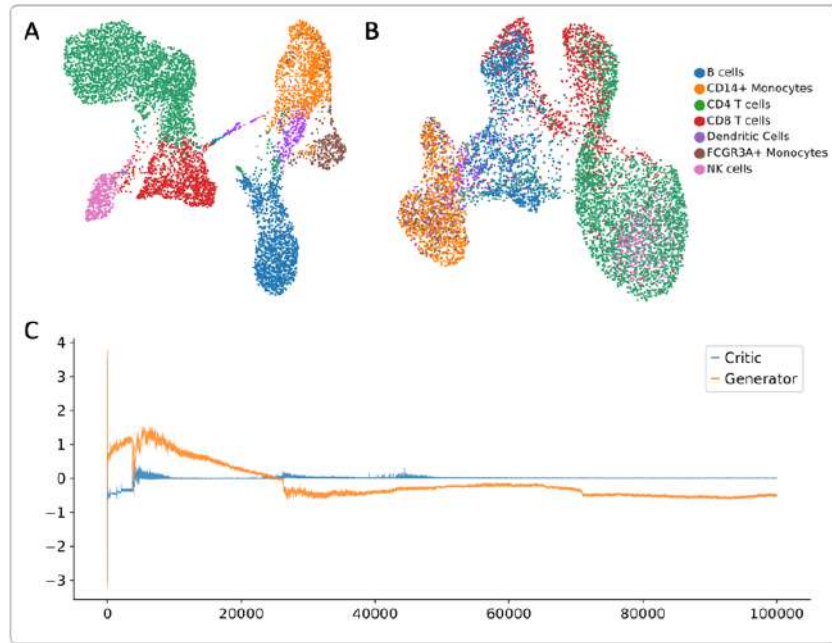 A
B
B cells
CD14+ Monocytes
CD4 T cells
CD8 T cells
Dendritic Cells
FCGR3A+ Monocytes
NK cells
C
4
3
2
1
0
−1
−2
−3
Critic
Generator
0
20000
40000
60000
80000
100000